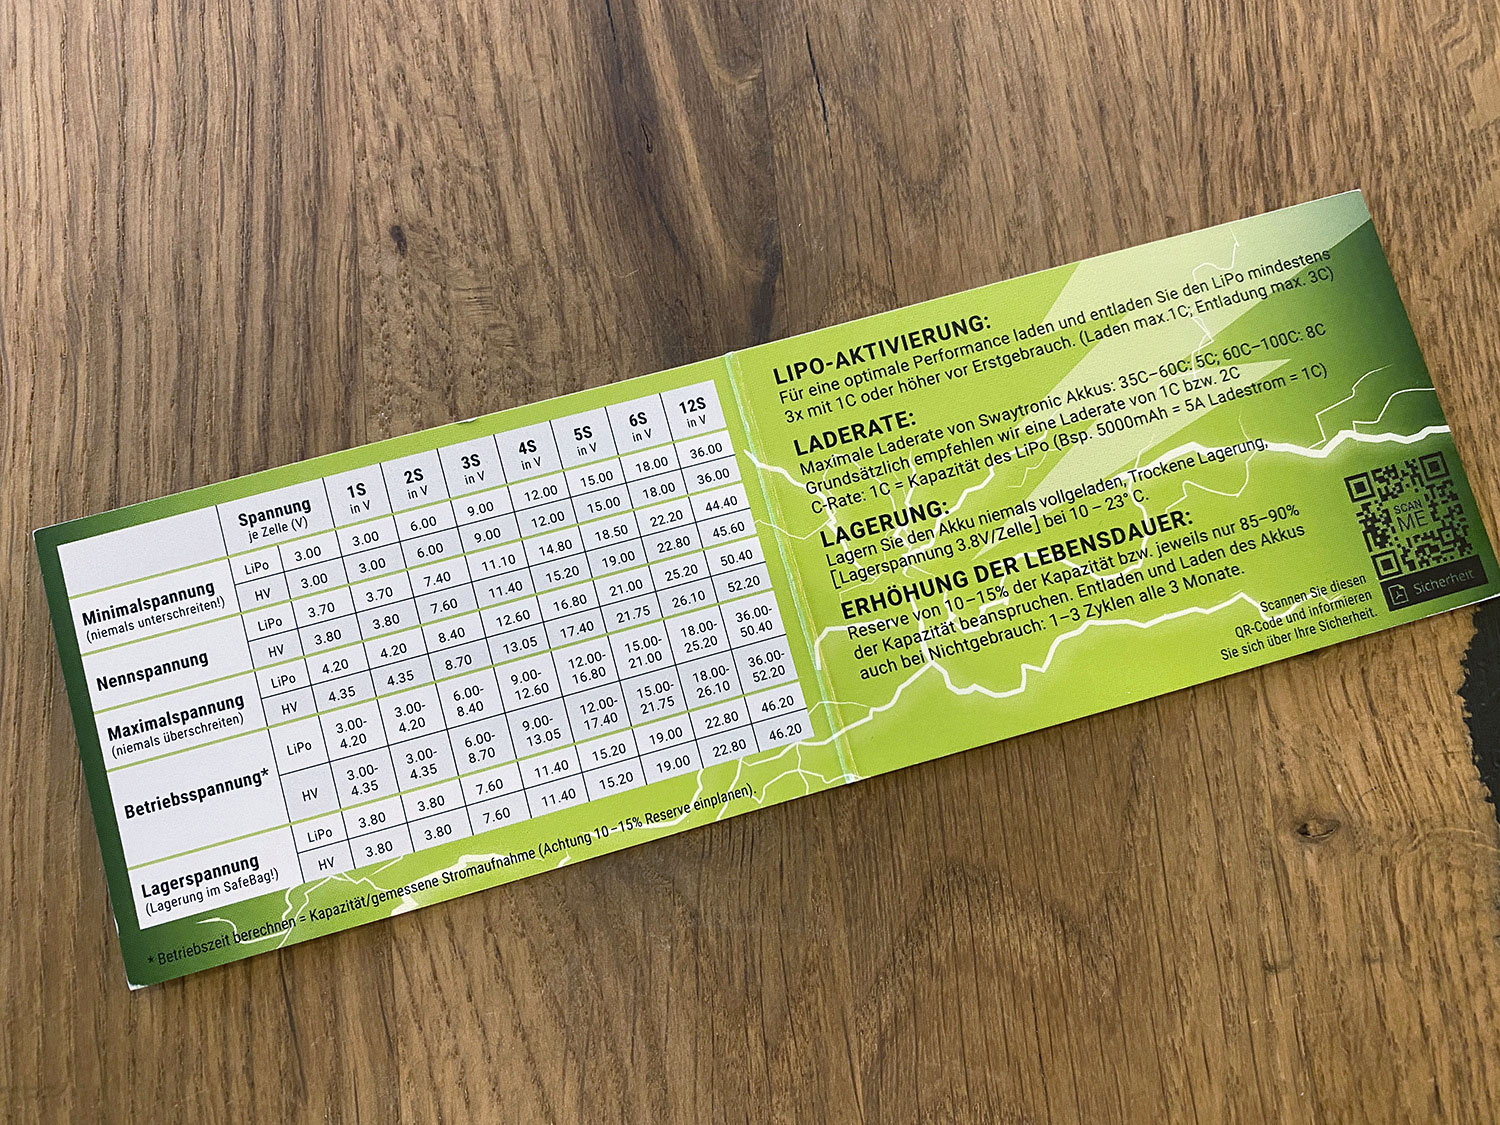 Spannung je Zelle (V) 1S in V 2S in V 3S in V 4S in V 5S in V 6S in V 12S in V
Minimalspannung (niemals unterschreiten!) LiPo 3.00 3.00 6.00 9.00 12.00 15.00 18.00 36.00
HV 3.00 3.00 6.00 9.00 12.00 15.00 18.00 36.00
Nennspannung LiPo 3.70 3.70 7.40 11.10 14.80 18.50 22.20 44.40
HV 3.80 3.80 7.60 11.40 15.20 19.00 22.80 45.60
Maximalspannung (niemals überschreiten) LiPo 4.20 4.20 8.40 12.60 16.80 21.00 25.20 50.40
HV 4.35 4.35 8.70 13.05 17.40 21.75 26.10 52.20
Betriebsspannung* LiPo 3.00-4.20 3.00-4.20 6.00-8.40 9.00-12.60 12.00-16.80 15.00-21.00 18.00-25.20 36.00-50.40
HV 3.00-4.35 3.00-4.35 6.00-8.70 9.00-13.05 12.00-17.40 15.00-21.75 18.00-26.10 36.00-52.20
Lagerspannung (Lagerung im SafeBag!) LiPo 3.80 3.80 7.60 11.40 15.20 19.00 22.80 46.20
HV 3.80 3.80 7.60 11.40 15.20 19.00 22.80 46.20
* Betriebszeit berechnen = Kapazität/gemessene Stromaufnahme (Achtung 10–15% Reserve einplanen).
LIPO-AKTIVIERUNG:
Für eine optimale Performance laden und entladen Sie den LiPo mindestens
3x mit 1C oder höher vor Erstgebrauch. (Laden max.1C; Entladung max. 3C)
LADERATE:
Maximale Laderate von Swaytronic Akkus: 35C–60C: 5C; 60C–100C: 8C
Grundsätzlich empfehlen wir eine Laderate von 1C bzw. 2C
C-Rate: 1C = Kapazität des LiPo (Bsp. 5000mAh = 5A Ladestrom = 1C)
LAGERUNG:
Lagern Sie den Akku niemals vollgeladen, Trockene Lagerung,
[Lagerspannung 3.8V/Zelle] bei 10 – 23° C.
ERHÖHUNG DER LEBENSDAUER:
Reserve von 10–15% der Kapazität bzw. jeweils nur 85–90%
der Kapazität beanspruchen. Entladen und Laden des Akkus
auch bei Nichtgebrauch: 1–3 Zyklen alle 3 Monate.
SCAN
ME
Sicherheit
Scannen Sie diesen
QR-Code und informieren
Sie sich über Ihre Sicherheit.